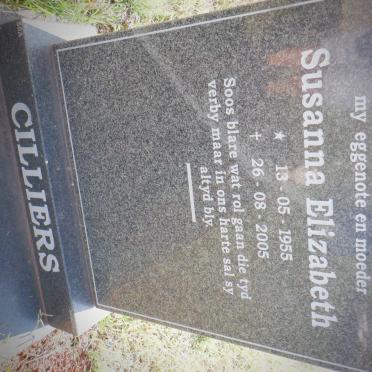 my eggenote en moeder
Susanna Elizabeth
★ 13 · 05 · 1955
† 26 · 08 · 2005
Soos blare wat rol gaan die tyd
verby maar in ons harte sal sy
altyd bly.
CILLIERS